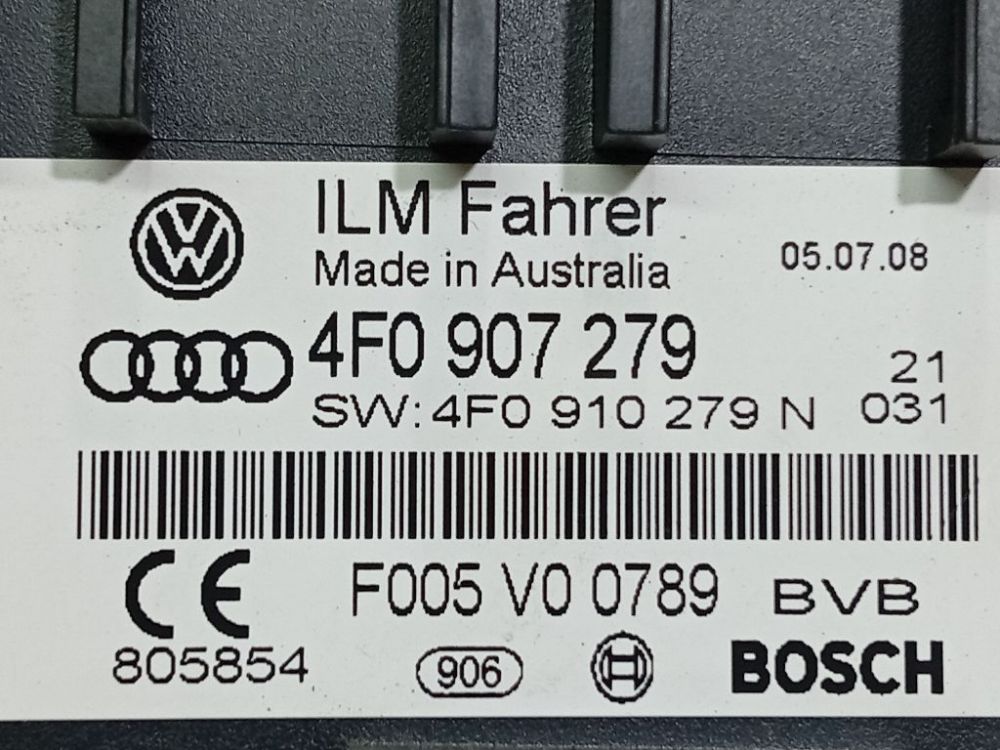 ILM Fahrer
Made in Australia
05.07.08
4F0 907 279
21
SW: 4F0 910 279 N
031
CE
F005 V0 0789
BVB
805854
906
BOSCH